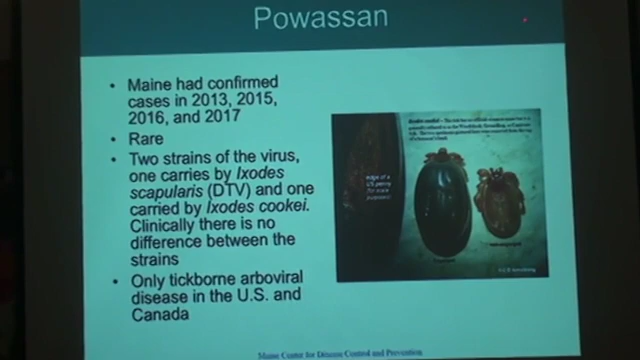 Powassan
• Maine had confirmed
cases in 2013, 2015,
2016, and 2017
• Rare
• Two strains of the virus,
one carries by Ixodes
scapularis (DTV) and one
carried by Ixodes cookei.
Clinically there is no
difference between the
strains
• Only tickborne arboviral
disease in the U.S. and
Canada
edge of a
US penny
Maine Center for Disease Control and Prevention